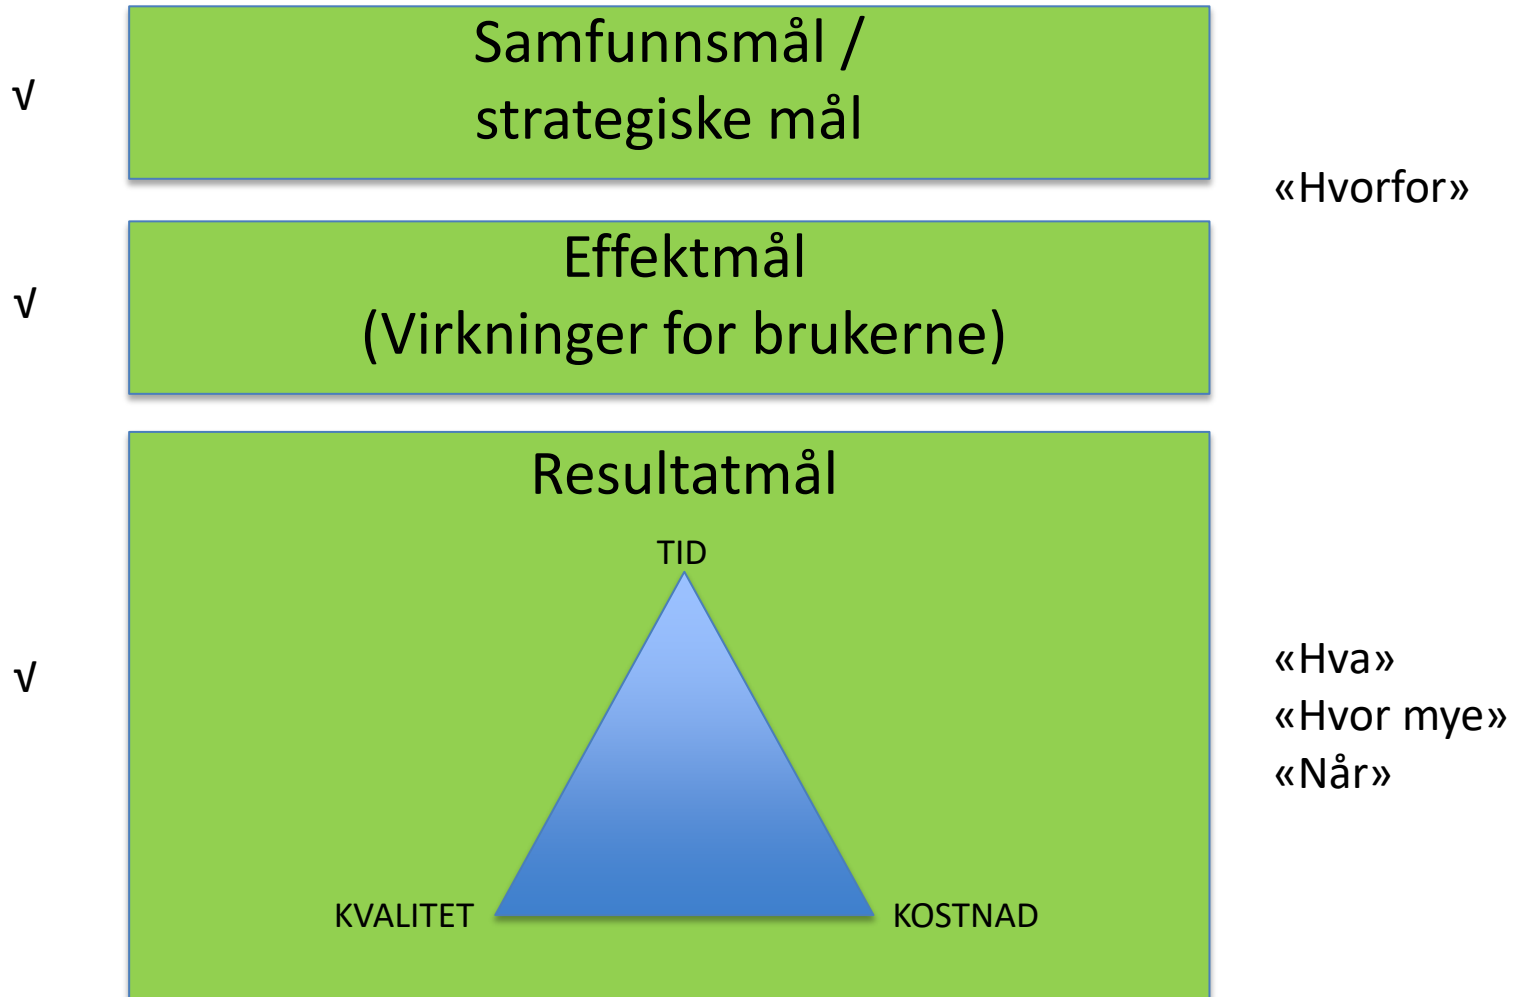 Samfunnsmål /
strategiske mål
√
«Hvorfor»
Effektmål
(Virkninger for brukerne)
√
Resultatmål
TID
√
«Hva»
«Hvor mye»
«Når»
KVALITET
KOSTNAD